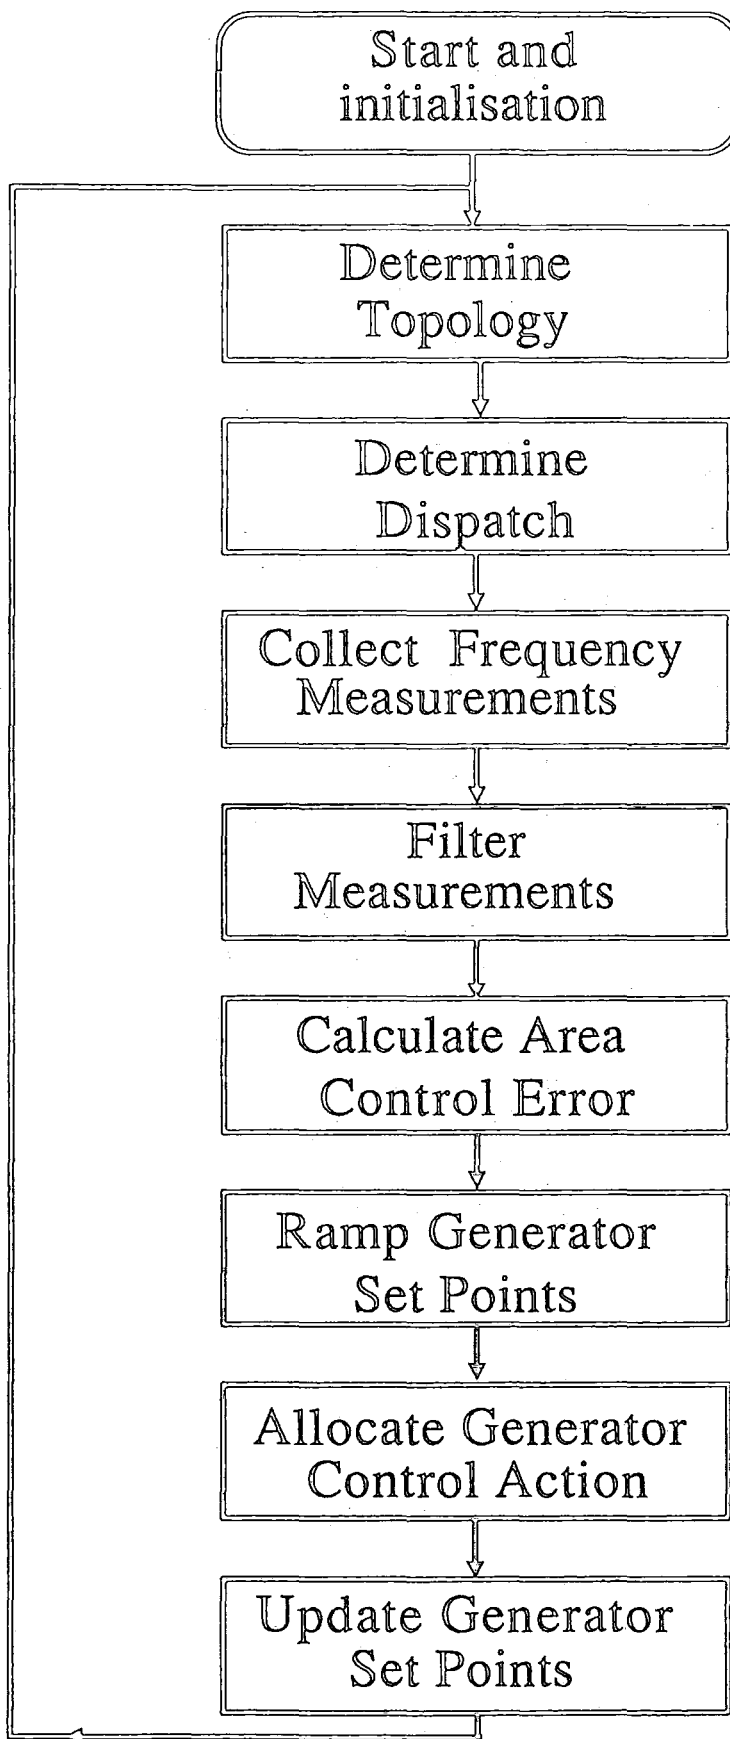 Start and
initialisation
Determine
Topology
Determine
Dispatch
Collect Frequency
Measurements
Filter
Measurements
Calculate Area
Control Error
Ramp Generator
Set Points
Allocate Generator
Control Action
Update Generator
Set Points